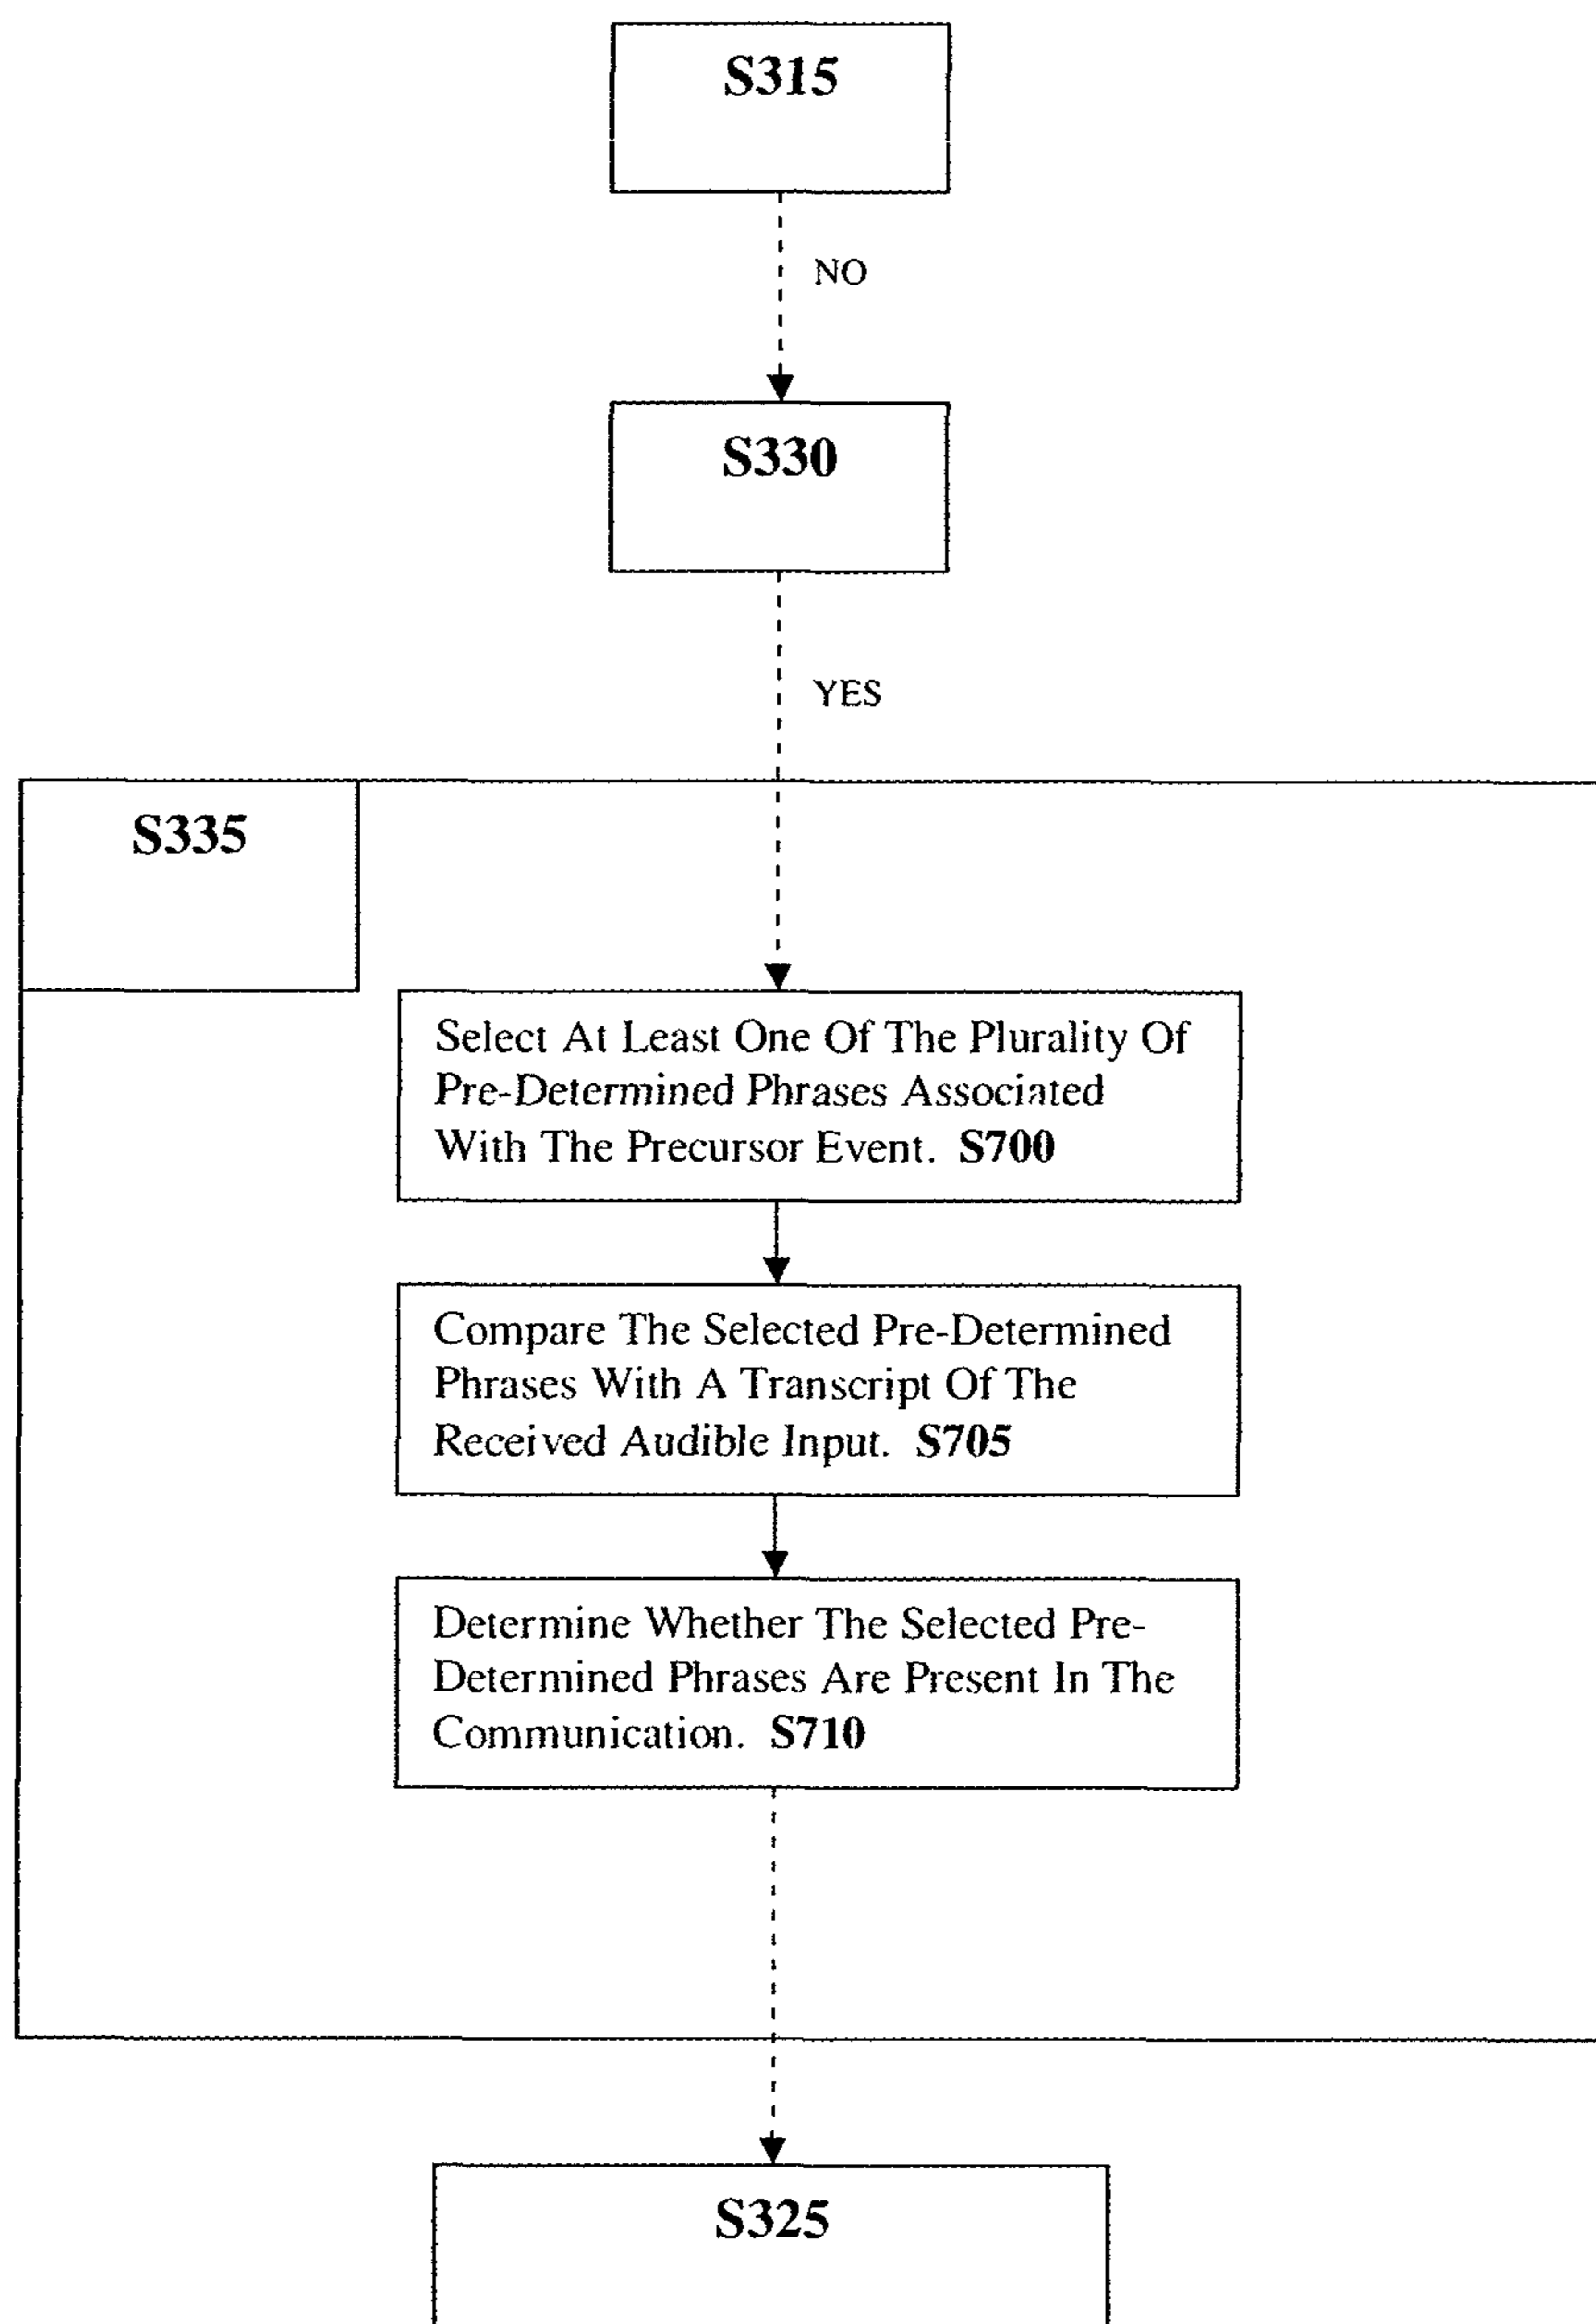 S315
NO
S330
YES
S335
Select At Least One Of The Plurality Of
Pre-Determined Phrases Associated
With The Precursor Event. S700
Compare The Selected Pre-Determined
Phrases With A Transcript Of The
Received Audible Input. S705
Determine Whether The Selected Pre-
Determined Phrases Are Present In The
Communication. S710
S325